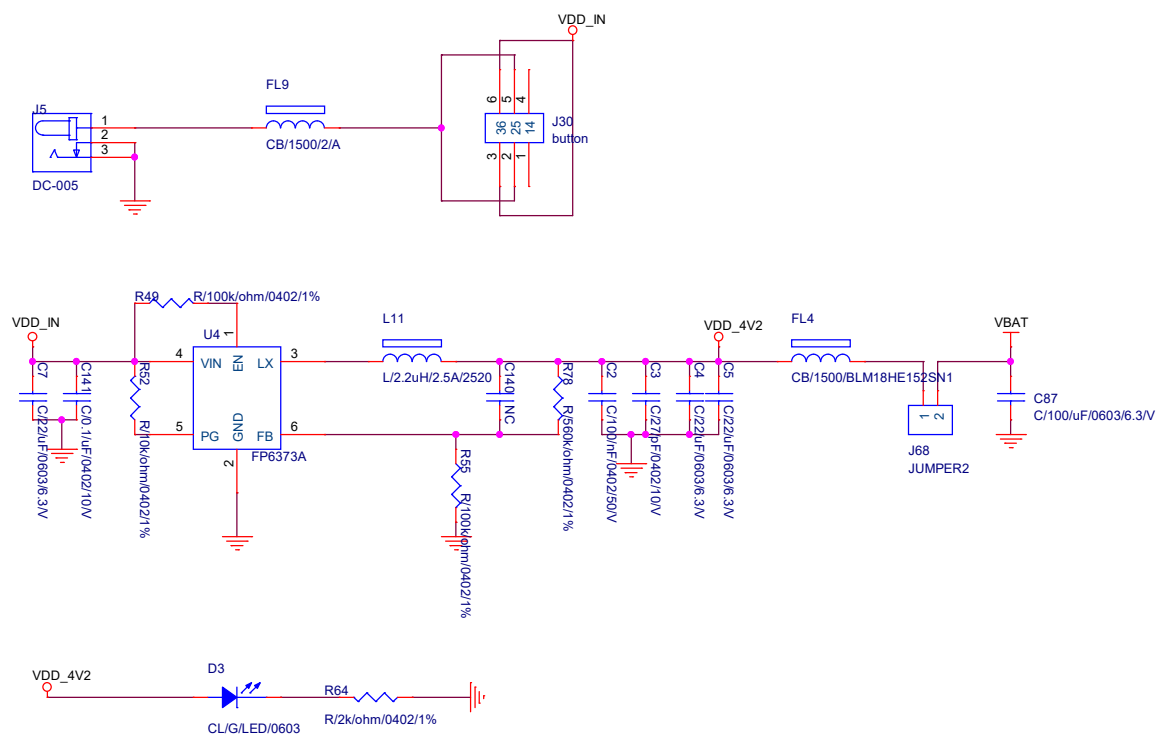 VDD_IN
FL9
J5
1
2
3
CB/1500/2/A
DC-005
6
5
4
36
25
14
3
2
1
J30
button
R49
R/100k/ohm/0402/1%
VDD_IN
U4
1
L11
VDD_4V2
FL4
VBAT
C7
C/22/uF/0603/6.3/V
C141
C/0.1/uF/0402/10/V
R52
R/10k/ohm/0402/1%
4
VIN
EN
LX
3
L/2.2uH/2.5A/2520
C140
NC
R78
R/560k/ohm/0402/1%
C2
C/100/nF/0402/50/V
C3
C/27/pF/0402/10/V
C4
C/22/uF/0603/6.3/V
C5
C/22/uF/0603/6.3/V
CB/1500/BLM18HE152SN1
C87
C/100/uF/0603/6.3/V
1
2
J68
JUMPER2
5
PG
GND
FB
6
FP6373A
2
R55
R/100k/ohm/0402/1%
VDD_4V2
D3
R64
CL/G/LED/0603
R/2k/ohm/0402/1%